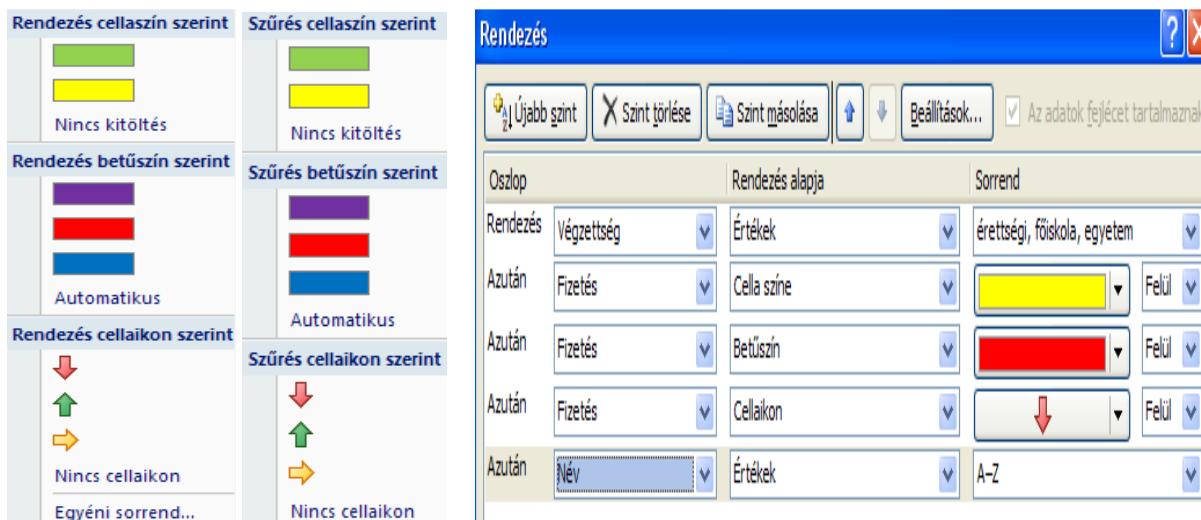 Rendezés cellaszín szerint
Nincs kitöltés
Rendezés betűszín szerint
Automatikus
Rendezés cellaikon szerint
Nincs cellaikon
Egyéni sorrend...
Szűrés cellaszín szerint
Nincs kitöltés
Szűrés betűszín szerint
Automatikus
Szűrés cellaikon szerint
Nincs cellaikon
Rendezés
Újabb szint Szint törlése Szint másolása Beállítások... Az adatok fejlécet tartalmaznak
Oszlop Rendezés alapja Sorrend
Rendezés Végzettség Értékek érettségi, főiskola, egyetem
Azután Fizetés Cella színe Felül
Azután Fizetés Betűszín Felül
Azután Fizetés Cellaikon Felül
Azután Név Értékek A–Z